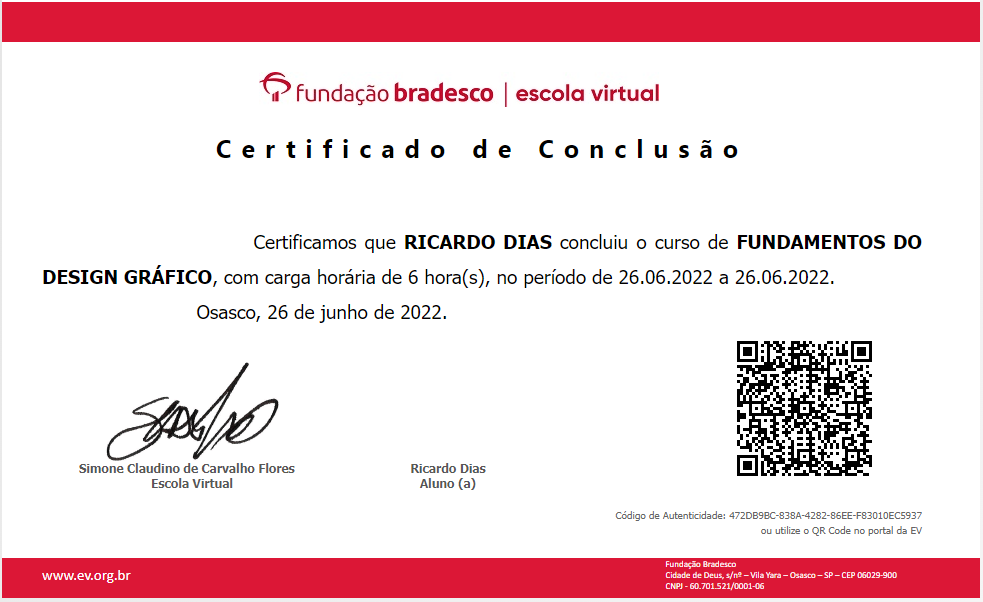 fundação bradesco | escola virtual
Certificado de Conclusão
Certificamos que RICARDO DIAS concluiu o curso de FUNDAMENTOS DO
DESIGN GRÁFICO, com carga horária de 6 hora(s), no período de 26.06.2022 a 26.06.2022.
Osasco, 26 de junho de 2022.
Simone Claudino de Carvalho Flores
Escola Virtual
Ricardo Dias
Aluno (a)
Código de Autenticidade: 472DB9BC-838A-4282-86EE-F83010EC5937
ou utilize o QR Code no portal da EV
www.ev.org.br
Fundação Bradesco
Cidade de Deus, s/nº – Vila Yara – Osasco – SP – CEP 06029-900
CNPJ - 60.701.521/0001-06